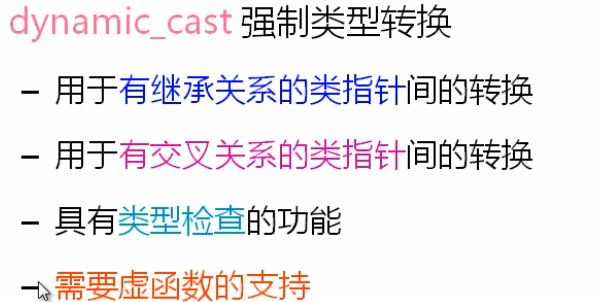 dynamic_cast 强制类型转换
– 用于有继承关系的类指针间的转换
– 用于有交叉关系的类指针间的转换
– 具有类型检查的功能
– 需要虚函数的支持